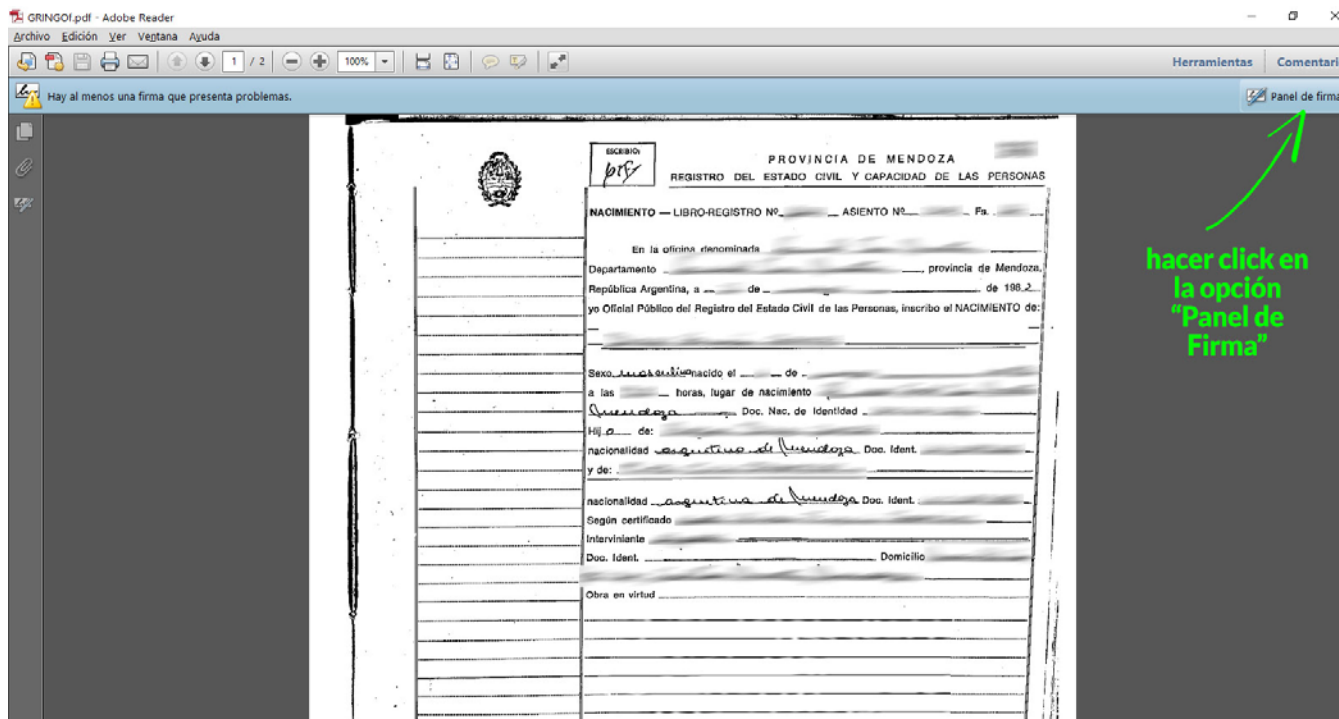 GRINGOf.pdf - Adobe Reader
Archivo Edición Ver Ventana Ayuda
1 / 2 100% Herramientas Comentari
Hay al menos una firma que presenta problemas. Panel de firma
ESCRIBIO:
PROVINCIA DE MENDOZA
REGISTRO DEL ESTADO CIVIL Y CAPACIDAD DE LAS PERSONAS
NACIMIENTO — LIBRO-REGISTRO Nº ASIENTO Nº Fs.
En la oficina denominada
Departamento , provincia de Mendoza,
República Argentina, a de de 1982
yo Oficial Público del Registro del Estado Civil de las Personas, inscribo el NACIMIENTO de:
Sexo masculino nacido el de
a las horas, lugar de nacimiento
Mendoza Doc. Nac. de Identidad
Hijo de:
nacionalidad argentino de Mendoza Doc. Ident.
y de:
nacionalidad argentina de Mendoza Doc. Ident.
Según certificado
Interviniente
Doc. Ident. Domicilio
Obra en virtud
hacer click en
la opción
“Panel de
Firma”